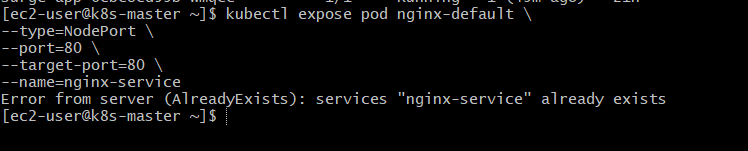 [ec2-user@k8s-master ~]$ kubectl expose pod nginx-default \
--type=NodePort \
--port=80 \
--target-port=80 \
--name=nginx-service
Error from server (AlreadyExists): services "nginx-service" already exists
[ec2-user@k8s-master ~]$